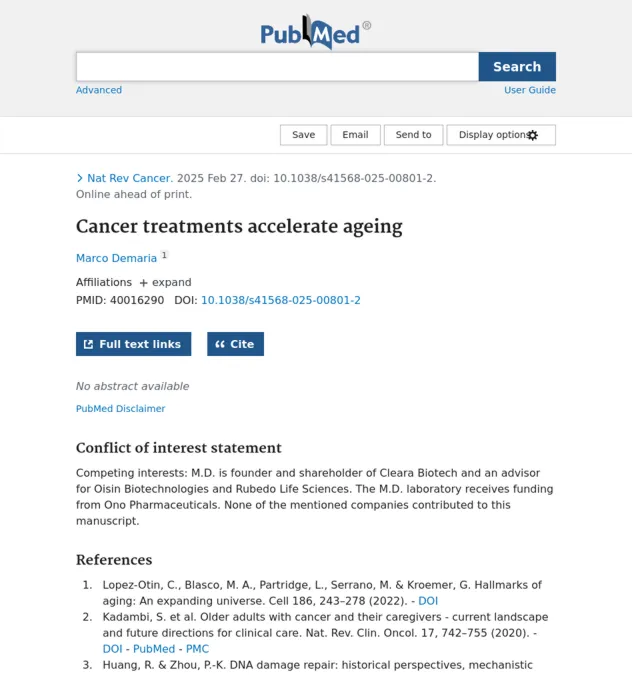 PubMed®
Search
Advanced
User Guide
Save
Email
Send to
Display options
Nat Rev Cancer. 2025 Feb 27. doi: 10.1038/s41568-025-00801-2.
Online ahead of print.
Cancer treatments accelerate ageing
Marco Demaria 1
Affiliations + expand
PMID: 40016290 DOI: 10.1038/s41568-025-00801-2
Full text links
Cite
No abstract available
PubMed Disclaimer
Conflict of interest statement
Competing interests: M.D. is founder and shareholder of Cleara Biotech and an advisor
for Oisin Biotechnologies and Rubedo Life Sciences. The M.D. laboratory receives funding
from Ono Pharmaceuticals. None of the mentioned companies contributed to this
manuscript.
References
1. Lopez-Otin, C., Blasco, M. A., Partridge, L., Serrano, M. & Kroemer, G. Hallmarks of
aging: An expanding universe. Cell 186, 243–278 (2022). - DOI
2. Kadambi, S. et al. Older adults with cancer and their caregivers - current landscape
and future directions for clinical care. Nat. Rev. Clin. Oncol. 17, 742–755 (2020). -
DOI - PubMed - PMC
3. Huang, R. & Zhou, P.-K. DNA damage repair: historical perspectives, mechanistic